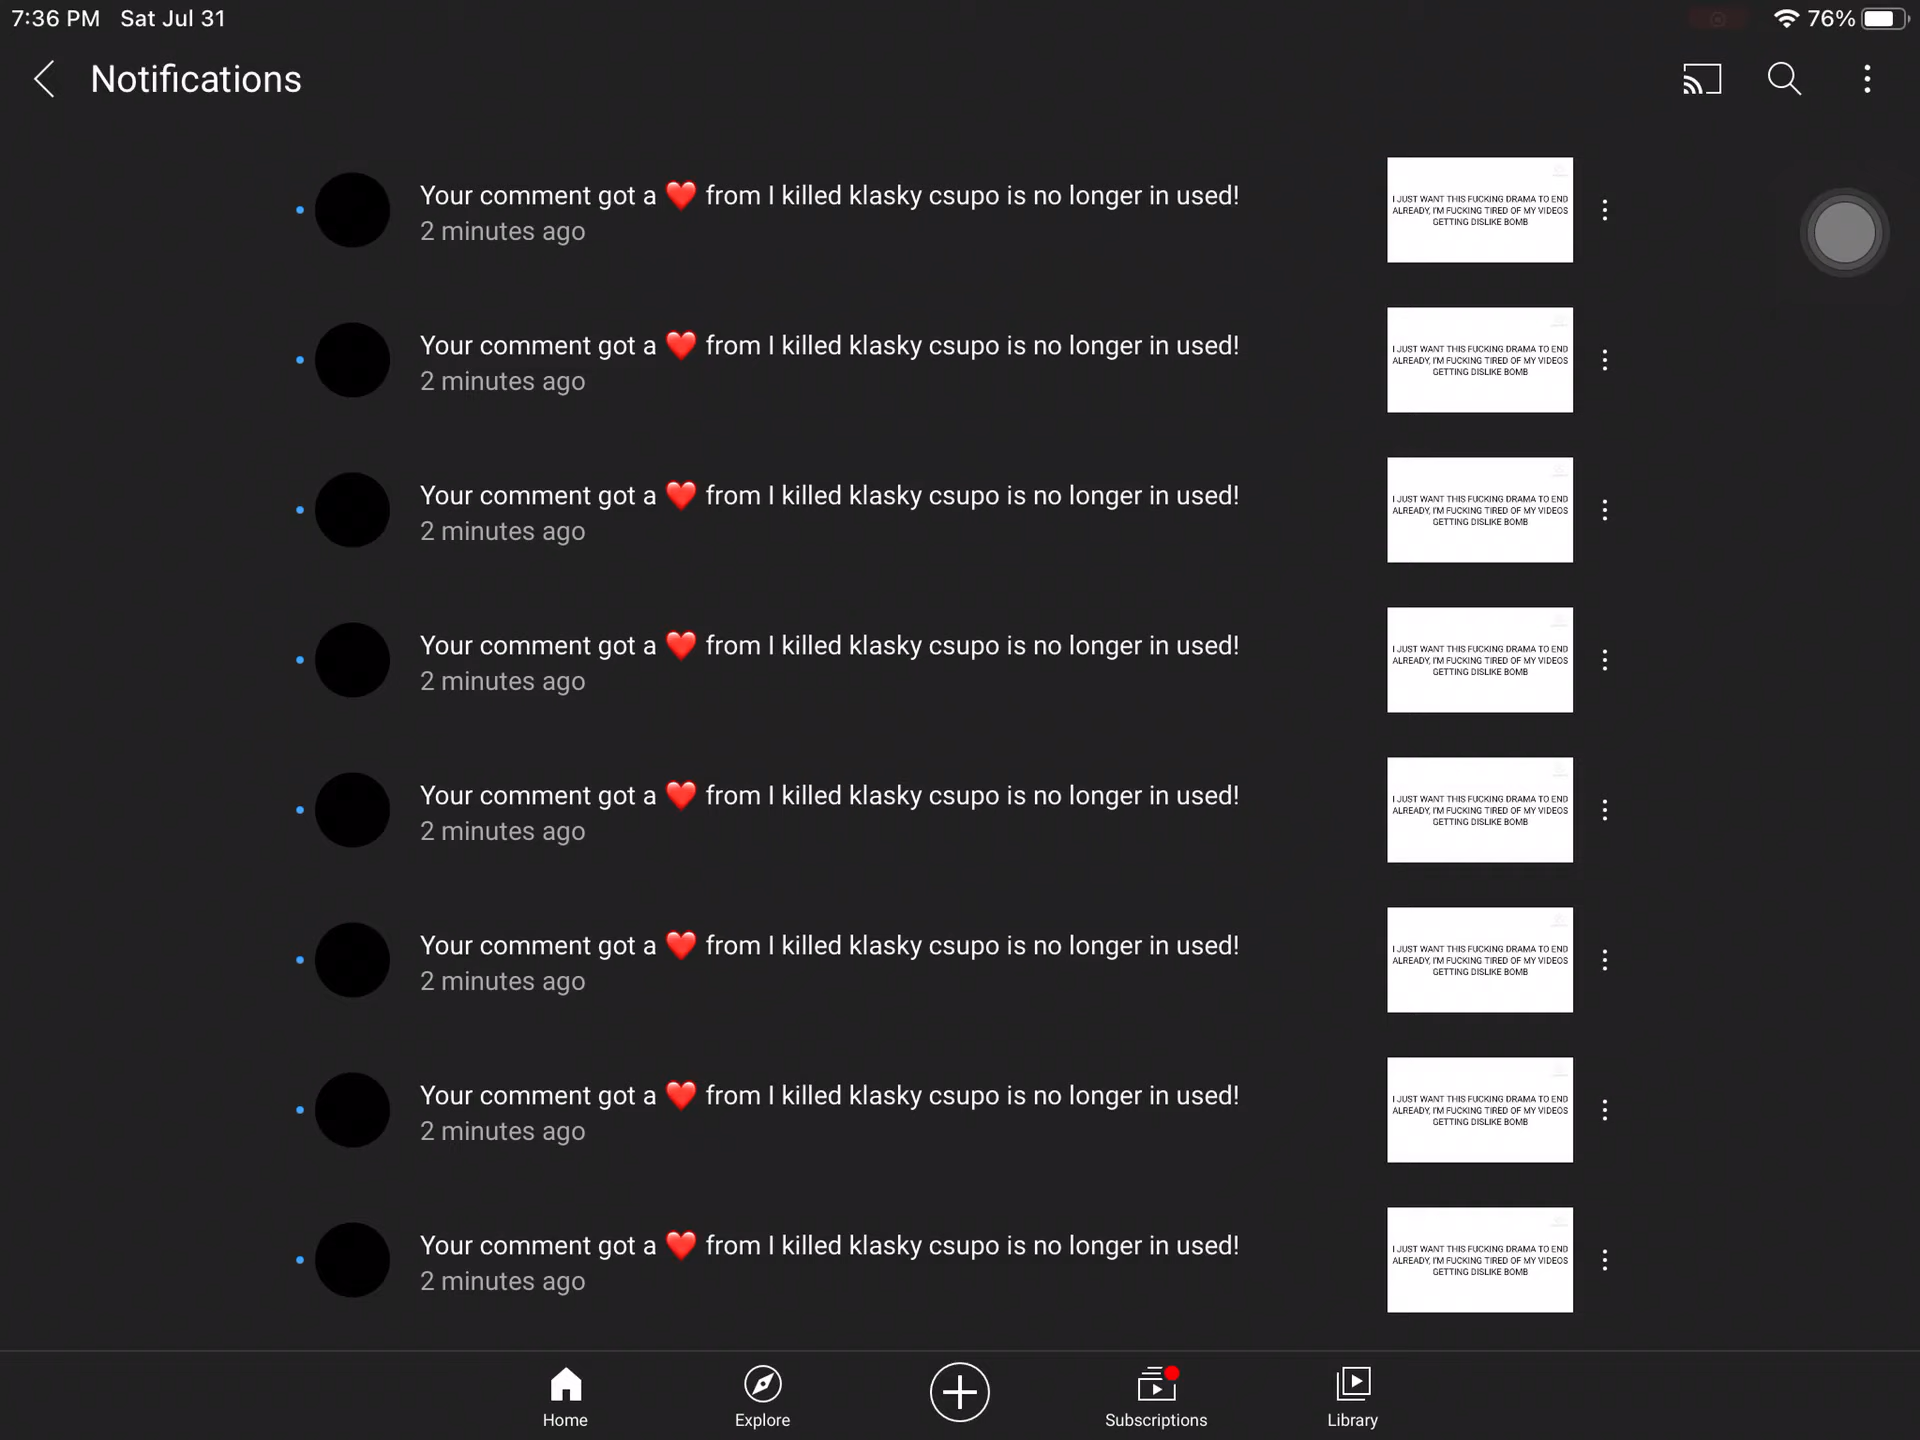 7:36 PM Sat Jul 31 76%
Notifications
Your comment got a ❤️ from I killed klasky csupo is no longer in used!
2 minutes ago
I JUST WANT THIS FUCKING DRAMA TO END
ALREADY, I'M FUCKING TIRED OF MY VIDEOS
GETTING DISLIKE BOMB
Your comment got a ❤️ from I killed klasky csupo is no longer in used!
2 minutes ago
I JUST WANT THIS FUCKING DRAMA TO END
ALREADY, I'M FUCKING TIRED OF MY VIDEOS
GETTING DISLIKE BOMB
Your comment got a ❤️ from I killed klasky csupo is no longer in used!
2 minutes ago
I JUST WANT THIS FUCKING DRAMA TO END
ALREADY, I'M FUCKING TIRED OF MY VIDEOS
GETTING DISLIKE BOMB
Your comment got a ❤️ from I killed klasky csupo is no longer in used!
2 minutes ago
I JUST WANT THIS FUCKING DRAMA TO END
ALREADY, I'M FUCKING TIRED OF MY VIDEOS
GETTING DISLIKE BOMB
Your comment got a ❤️ from I killed klasky csupo is no longer in used!
2 minutes ago
I JUST WANT THIS FUCKING DRAMA TO END
ALREADY, I'M FUCKING TIRED OF MY VIDEOS
GETTING DISLIKE BOMB
Your comment got a ❤️ from I killed klasky csupo is no longer in used!
2 minutes ago
I JUST WANT THIS FUCKING DRAMA TO END
ALREADY, I'M FUCKING TIRED OF MY VIDEOS
GETTING DISLIKE BOMB
Your comment got a ❤️ from I killed klasky csupo is no longer in used!
2 minutes ago
I JUST WANT THIS FUCKING DRAMA TO END
ALREADY, I'M FUCKING TIRED OF MY VIDEOS
GETTING DISLIKE BOMB
Your comment got a ❤️ from I killed klasky csupo is no longer in used!
2 minutes ago
I JUST WANT THIS FUCKING DRAMA TO END
ALREADY, I'M FUCKING TIRED OF MY VIDEOS
GETTING DISLIKE BOMB
Home Explore Subscriptions Library